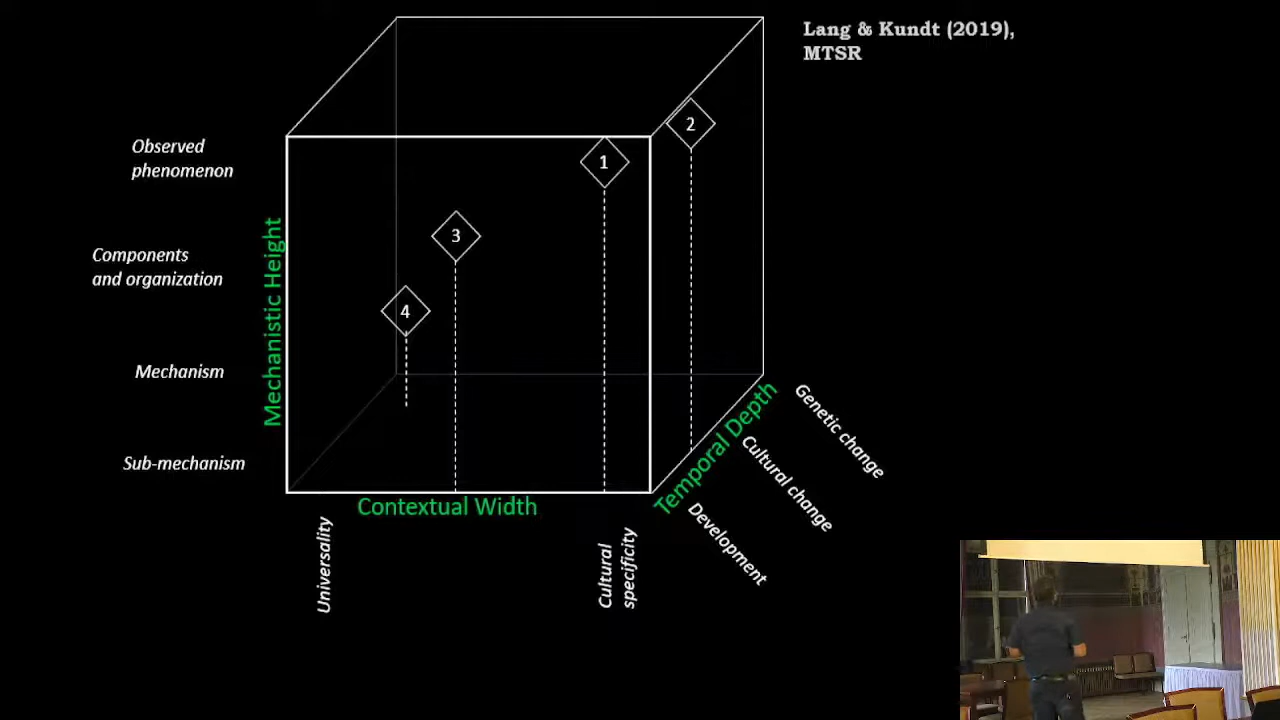 Lang & Kundt (2019),
MTSR
Observed
phenomenon
Components
and organization
Mechanism
Sub-mechanism
Mechanistic Height
1
2
3
4
Contextual Width
Universality
Cultural
specificity
Temporal Depth
Development
Cultural change
Genetic change